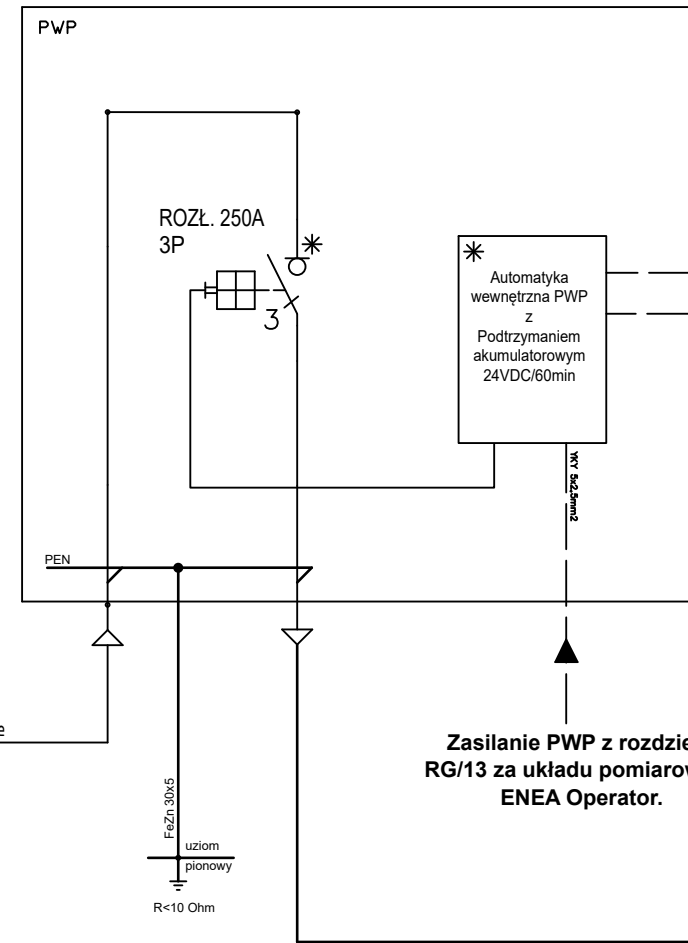 PWP
ROZŁ. 250A
3P
3
Automatyka
wewnętrzna PWP
z
Podtrzymaniem
akumulatorowym
24VDC/60min
YKY 5x2,5mm2
PEN
e
Zasilanie PWP z rozdzie
RG/13 za układu pomiarow
ENEA Operator.
FeZn 30x5
uziom
pionowy
R<10 Ohm